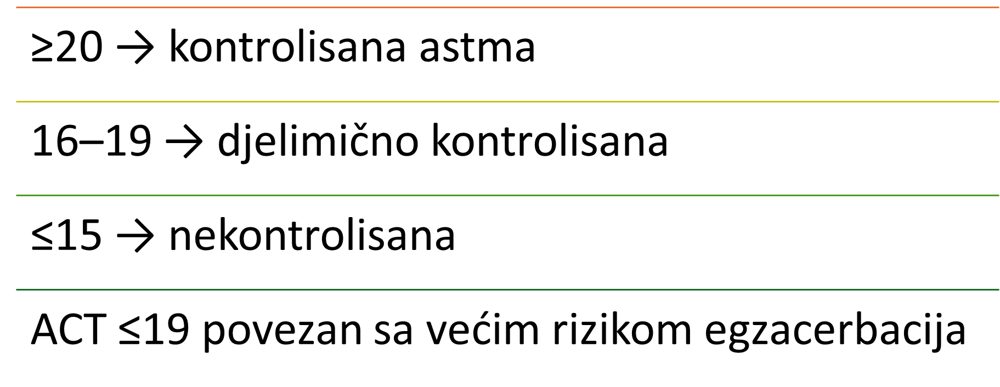 ≥20 → kontrolisana astma
16–19 → djelimično kontrolisana
≤15 → nekontrolisana
ACT ≤19 povezan sa većim rizikom egzacerbacija